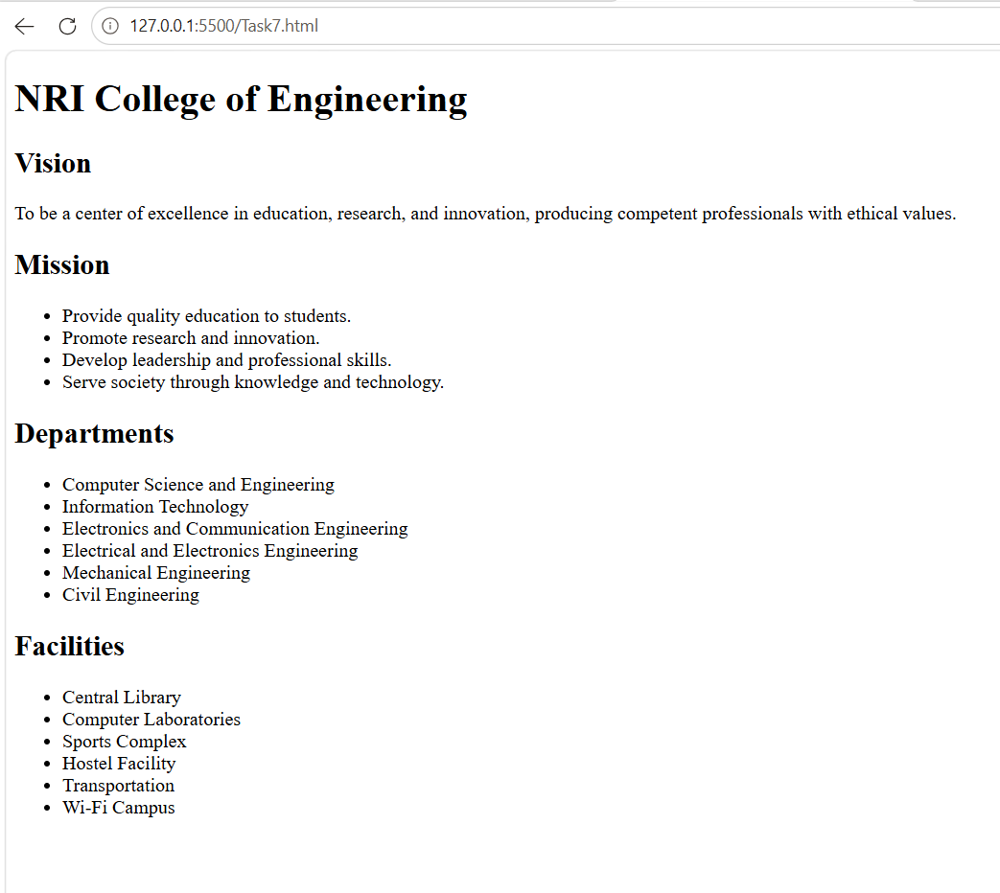 127.0.0.1:5500/Task7.html
NRI College of Engineering
Vision
To be a center of excellence in education, research, and innovation, producing competent professionals with ethical values.
Mission
Provide quality education to students.
Promote research and innovation.
Develop leadership and professional skills.
Serve society through knowledge and technology.
Departments
Computer Science and Engineering
Information Technology
Electronics and Communication Engineering
Electrical and Electronics Engineering
Mechanical Engineering
Civil Engineering
Facilities
Central Library
Computer Laboratories
Sports Complex
Hostel Facility
Transportation
Wi-Fi Campus